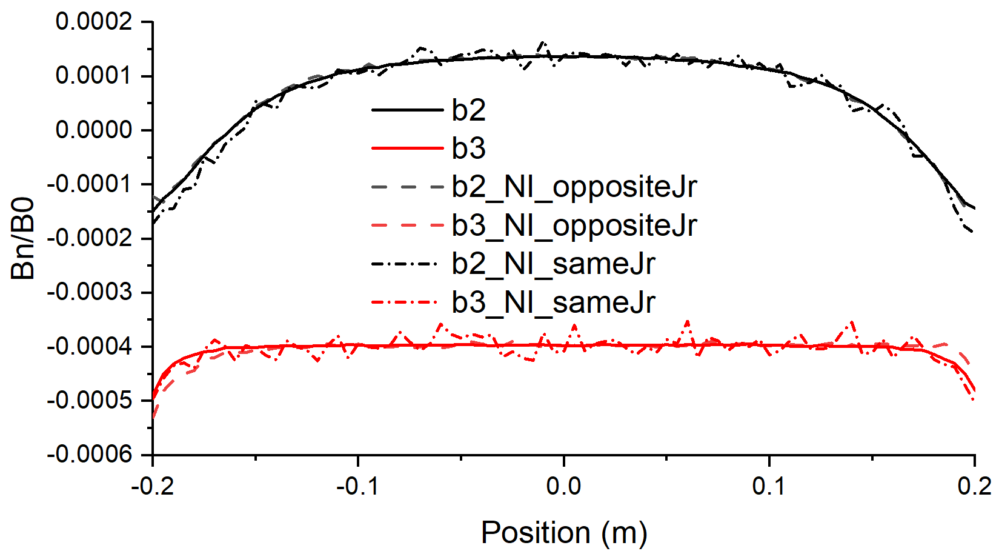 0.0002
0.0001
0.0000
-0.0001
-0.0002
-0.0003
-0.0004
-0.0005
-0.0006
Bn/B0
b2
b3
b2_NI_oppositeJr
b3_NI_oppositeJr
b2_NI_sameJr
b3_NI_sameJr
-0.2 -0.1 0.0 0.1 0.2
Position (m)